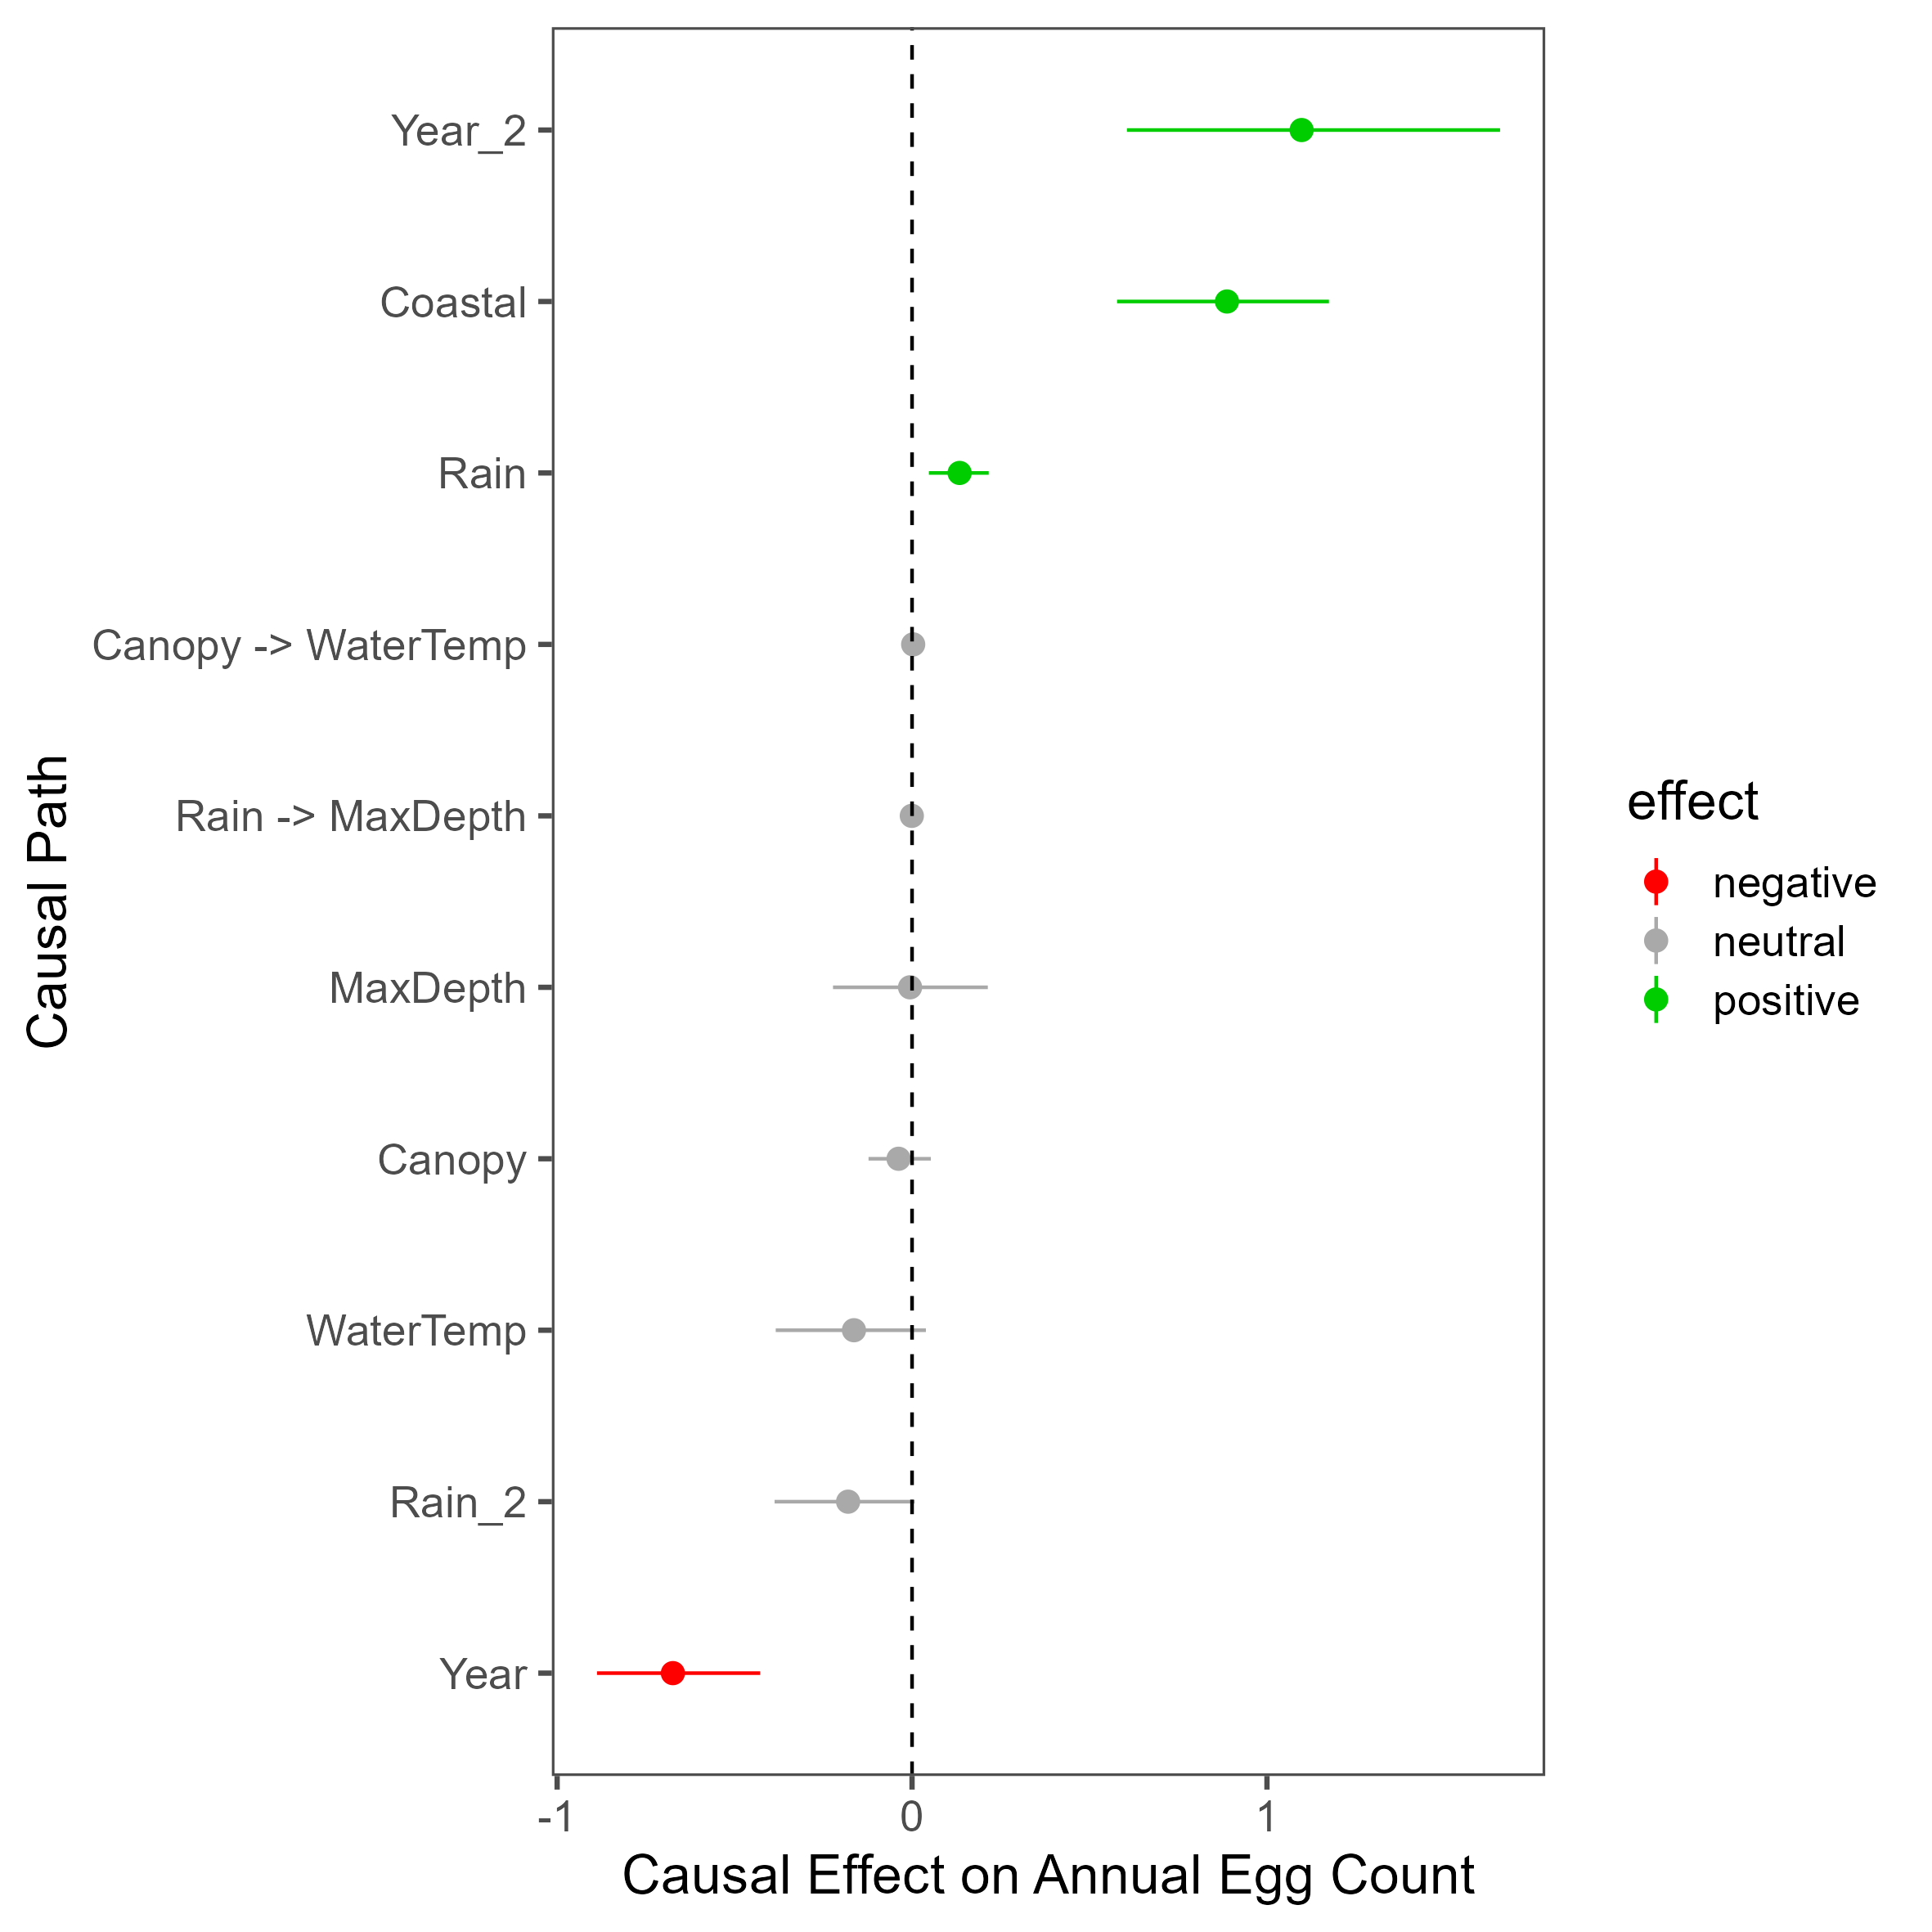 Year_2
Coastal
Rain
Canopy -> WaterTemp
Rain -> MaxDepth
MaxDepth
Canopy
WaterTemp
Rain_2
Year
Causal Path
-1
0
1
Causal Effect on Annual Egg Count
effect
negative
neutral
positive